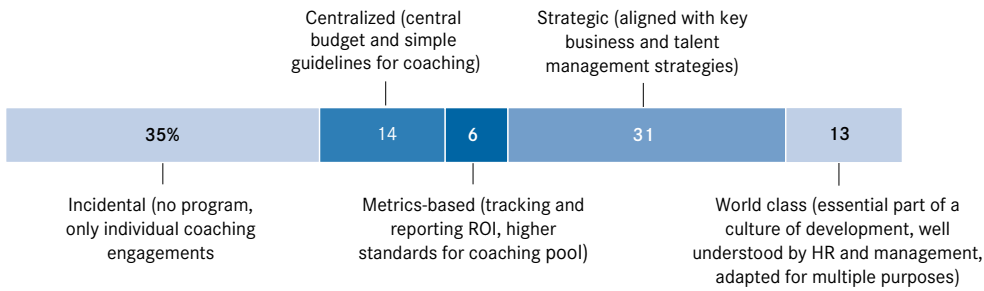 Centralized (central
budget and simple
guidelines for coaching)
Strategic (aligned with key
business and talent
management strategies)
35%
14
6
31
13
Incidental (no program,
only individual coaching
engagements
Metrics-based (tracking and
reporting ROI, higher
standards for coaching pool)
World class (essential part of a
culture of development, well
understood by HR and management,
adapted for multiple purposes)